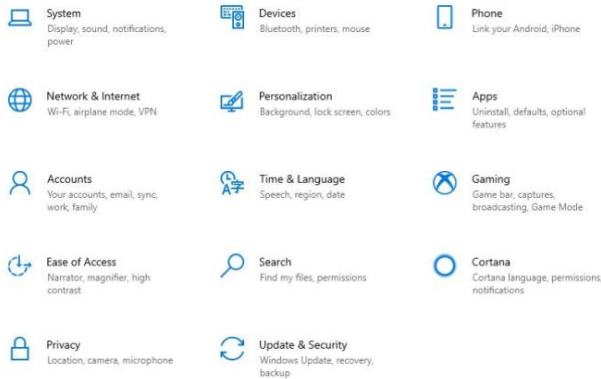 System
Display, sound, notifications,
power
Devices
Bluetooth, printers, mouse
Phone
Link your Android, iPhone
Network & Internet
Wi-Fi, airplane mode, VPN
Personalization
Background, lock screen, colors
Apps
Uninstall, defaults, optional
features
Accounts
Your accounts, email, sync,
work, family
Time & Language
Speech, region, date
A字
Gaming
Game bar, captures,
broadcasting, Game Mode
Ease of Access
Narrator, magnifier, high
contrast
Search
Find my files, permissions
Cortana
Cortana language, permissions,
notifications
Privacy
Location, camera, microphone
Update & Security
Windows Update, recovery,
backup